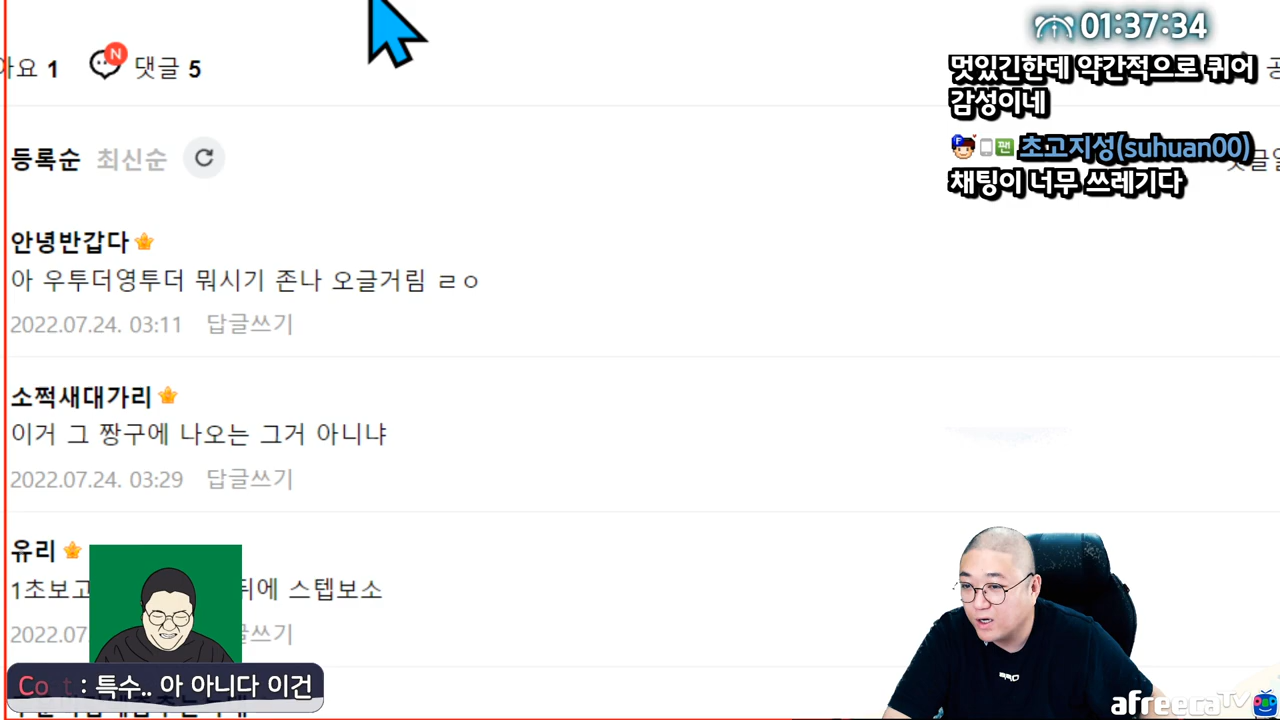 01:37:34
아요 1
N
댓글 5
멋있긴한데 약간적으로 퀴어
감성이네
초고지성(suhuan00)
채팅이 너무 쓰레기다
등록순 최신순
안녕반갑다
아 우투더영투더 뭐시기 존나 오글거림 ㄹㅇ
2022.07.24. 03:11 답글쓰기
소쩍새대가리
이거 그 짱구에 나오는 그거 아니냐
2022.07.24. 03:29 답글쓰기
유리
1초보고 뒤에 스텝보소
2022.07 글쓰기
Co t : 특수.. 아 아니다 이건
afreecaTV